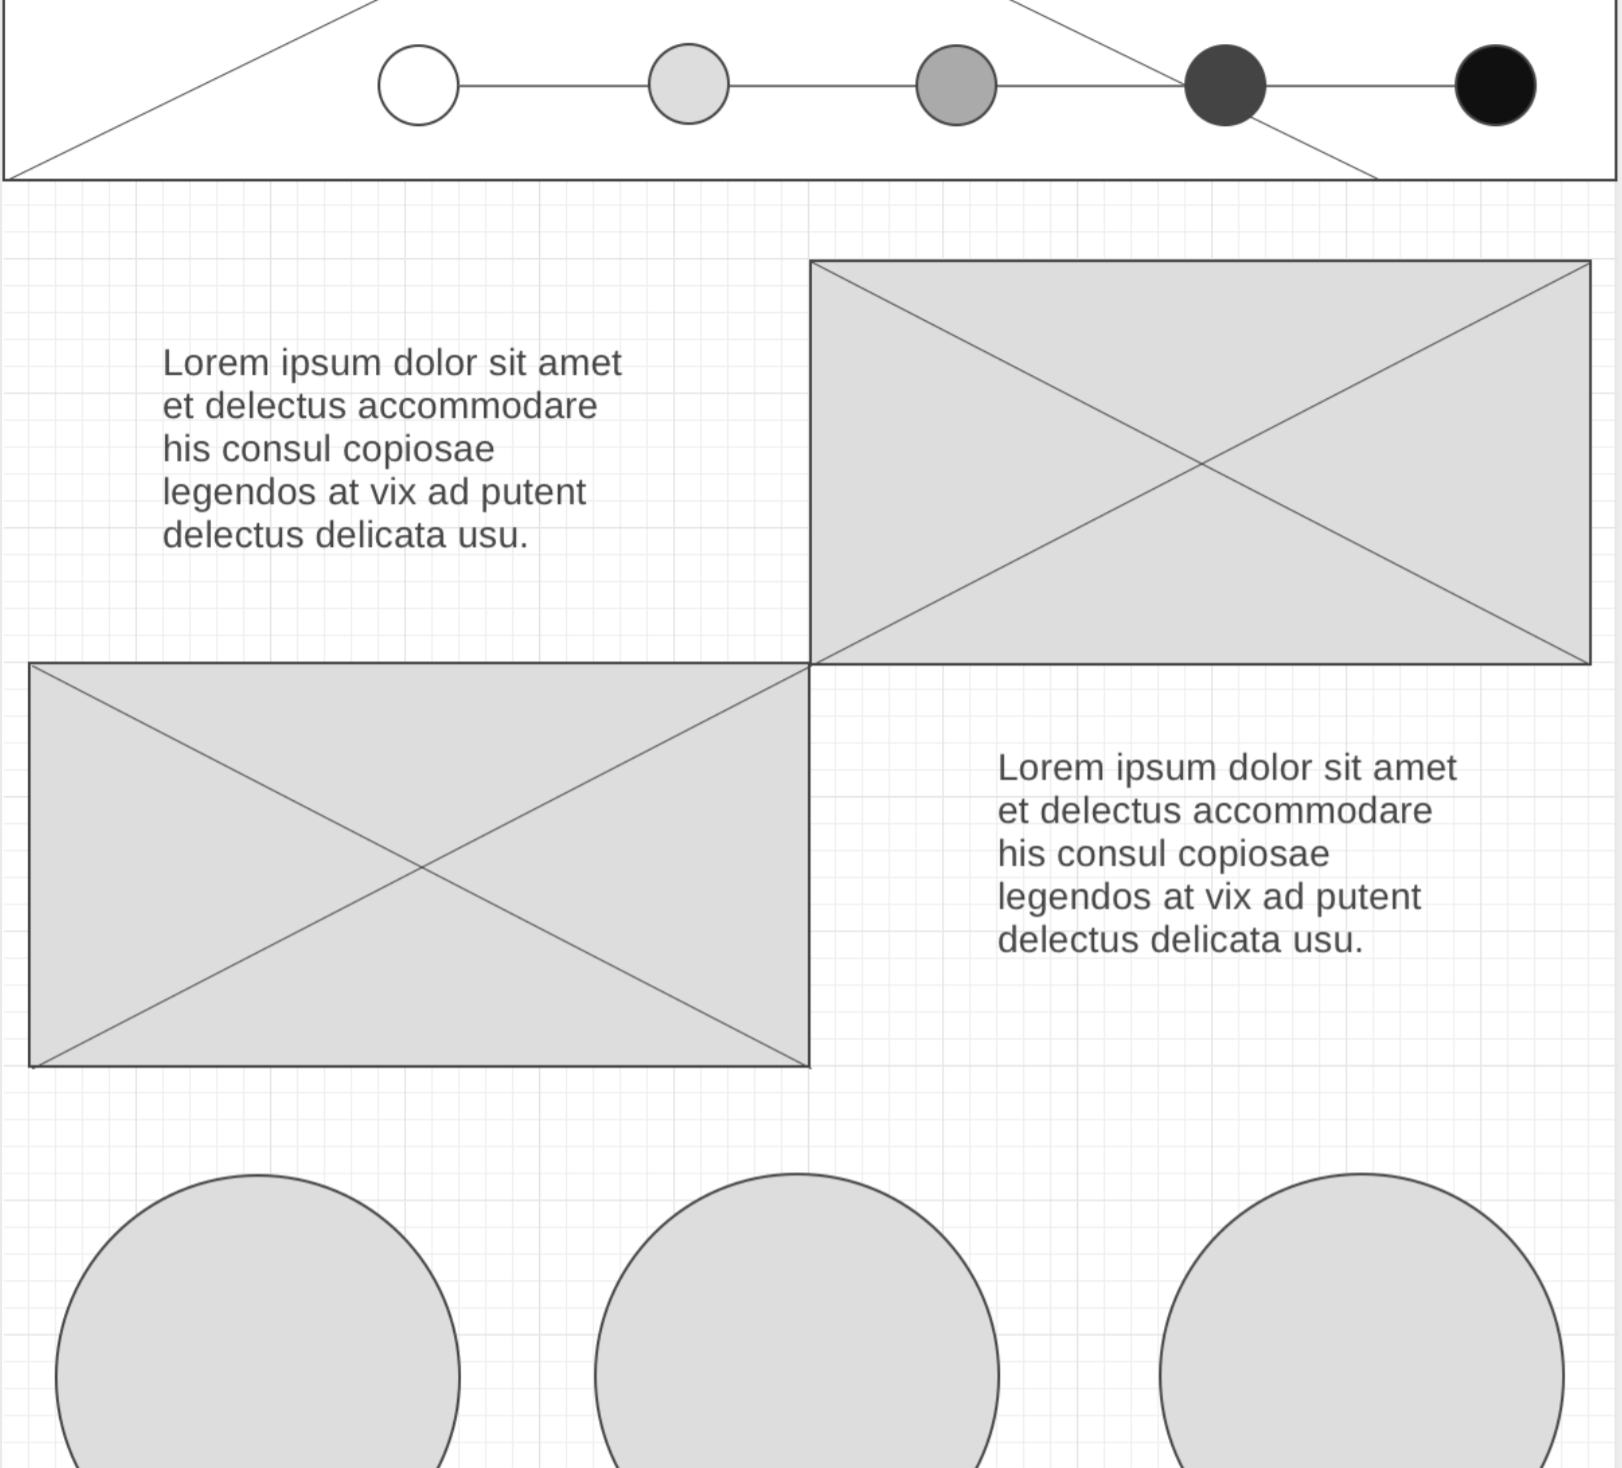 Lorem ipsum dolor sit amet
et delectus accommodare
his consul copiosae
legendos at vix ad putent
delectus delicata usu.
Lorem ipsum dolor sit amet
et delectus accommodare
his consul copiosae
legendos at vix ad putent
delectus delicata usu.